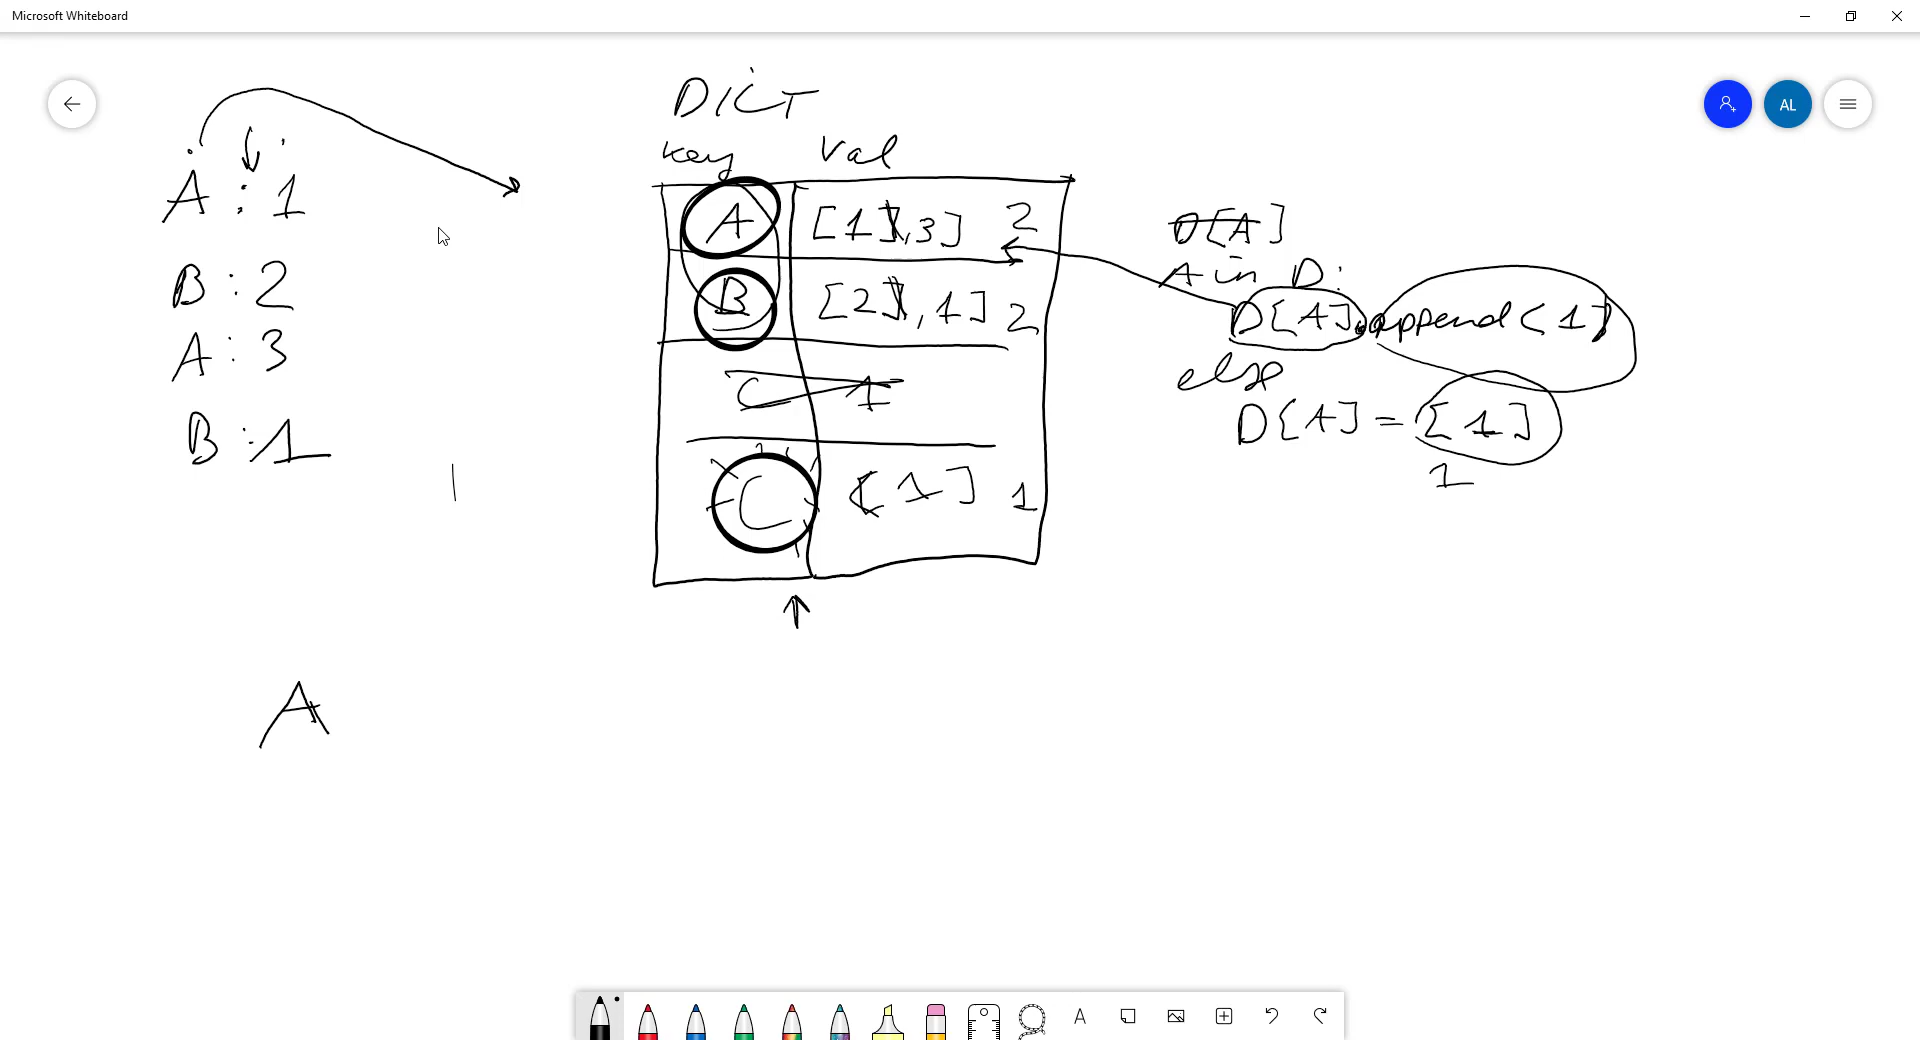 Microsoft Whiteboard
AL
A : 1
B : 2
A : 3
B : 1
A
DICT
key val
A [1],3] 2
B [2],1] 2
C 1
C [1] 1
D[A]
A in D:
D[A].append(1)
else
D[A] = [1]
1
A